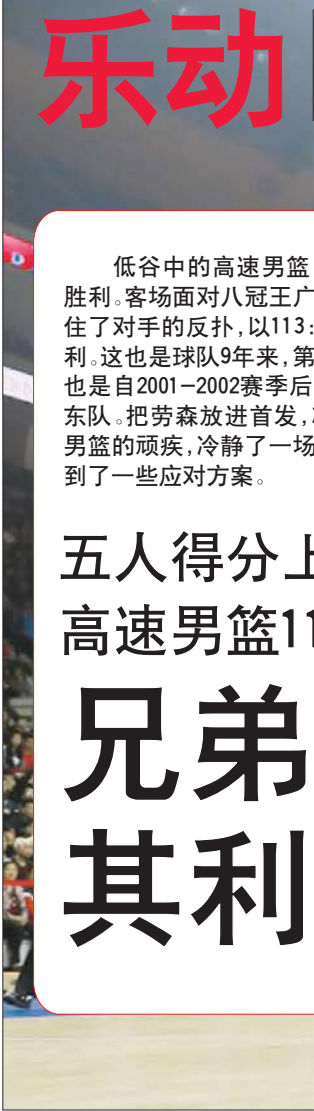 乐动
低谷中的高速男篮
胜利。客场面对八冠王广
住了对手的反扑，以113：
利。这也是球队9年来，第
也是自2001-2002赛季后
东队。把劳森放进首发，
男篮的顽疾，冷静了一场
到了一些应对方案。
五人得分上
高速男篮11
兄弟
其利